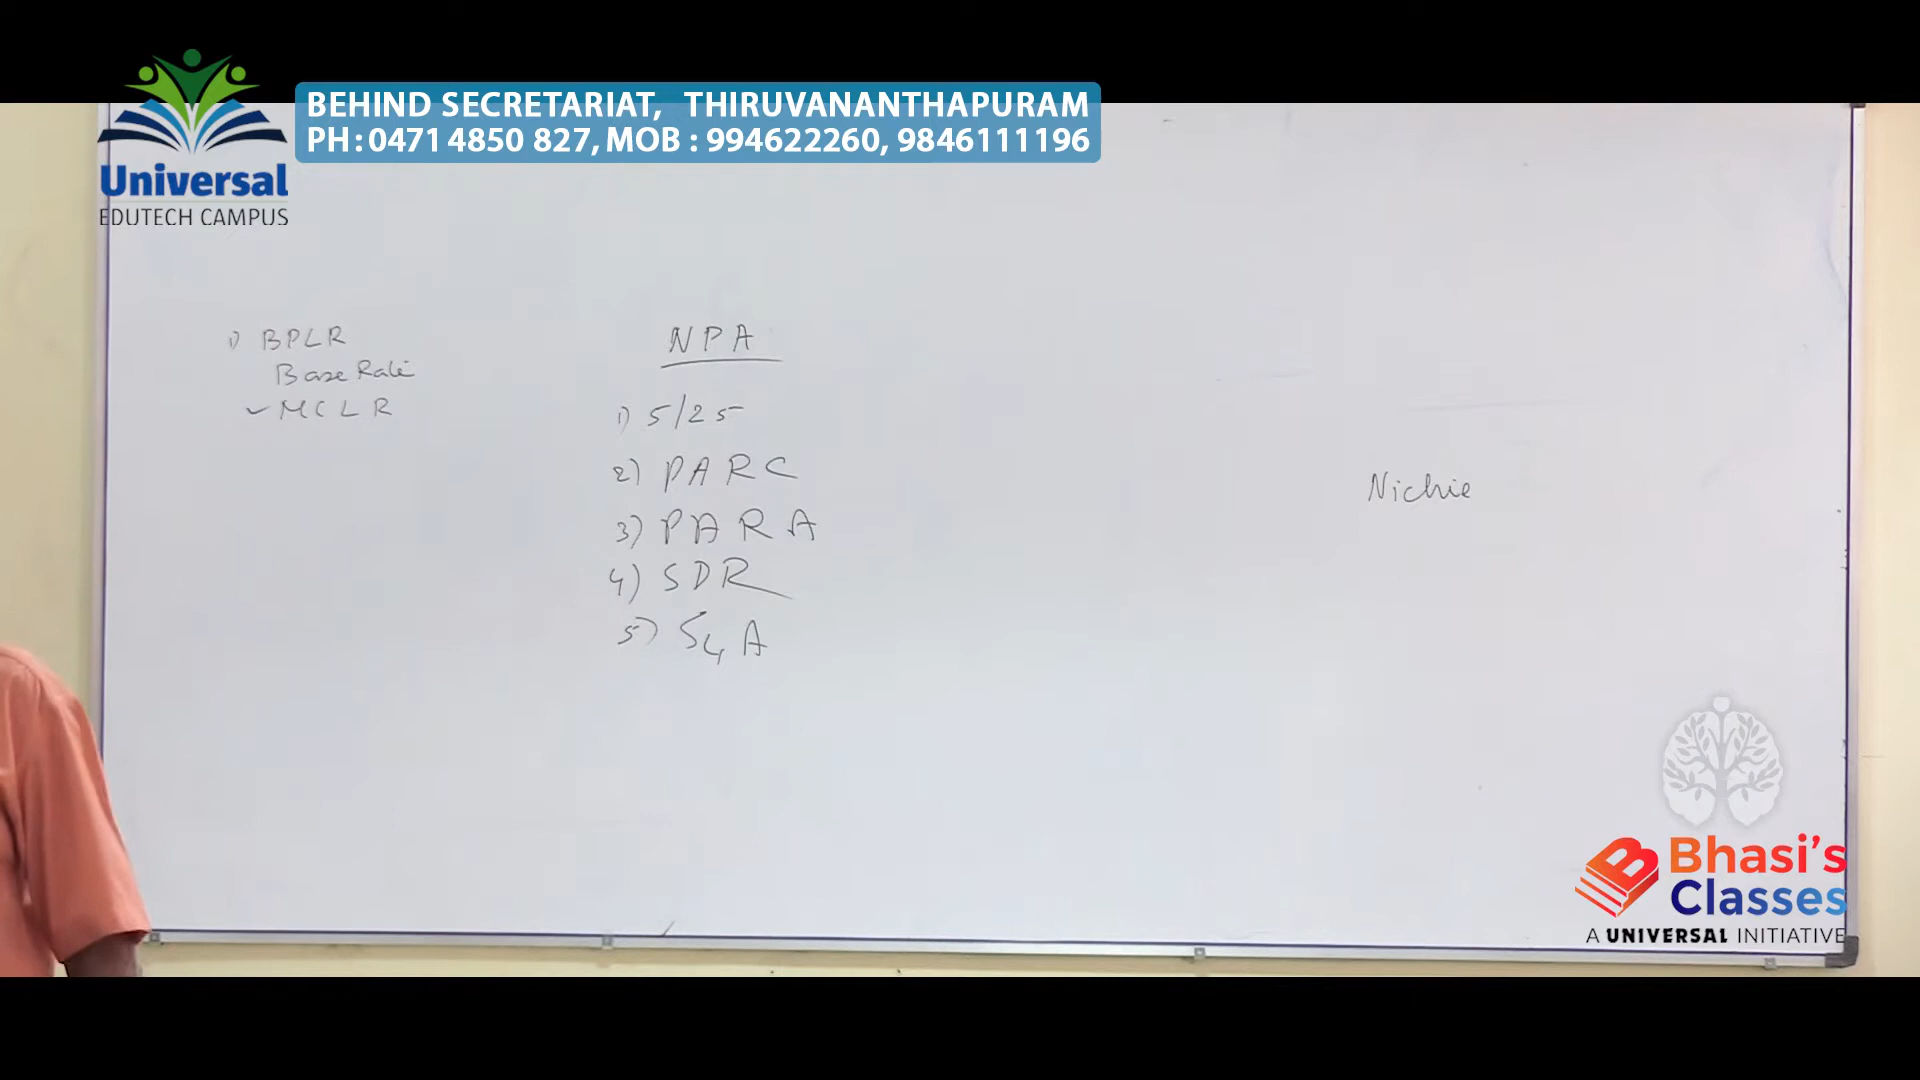 BEHIND SECRETARIAT, THIRUVANANTHAPURAM
PH : 0471 4850 827, MOB : 994622260, 9846111196
Universal
EDUTECH CAMPUS
1) BPLR
Base Rate
✓ MCLR
NPA
1) 5/25
2) PARC
3) PARA
4) SDR
5) S4A
Nichie
Bhasi's
Classes
A UNIVERSAL INITIATIVE